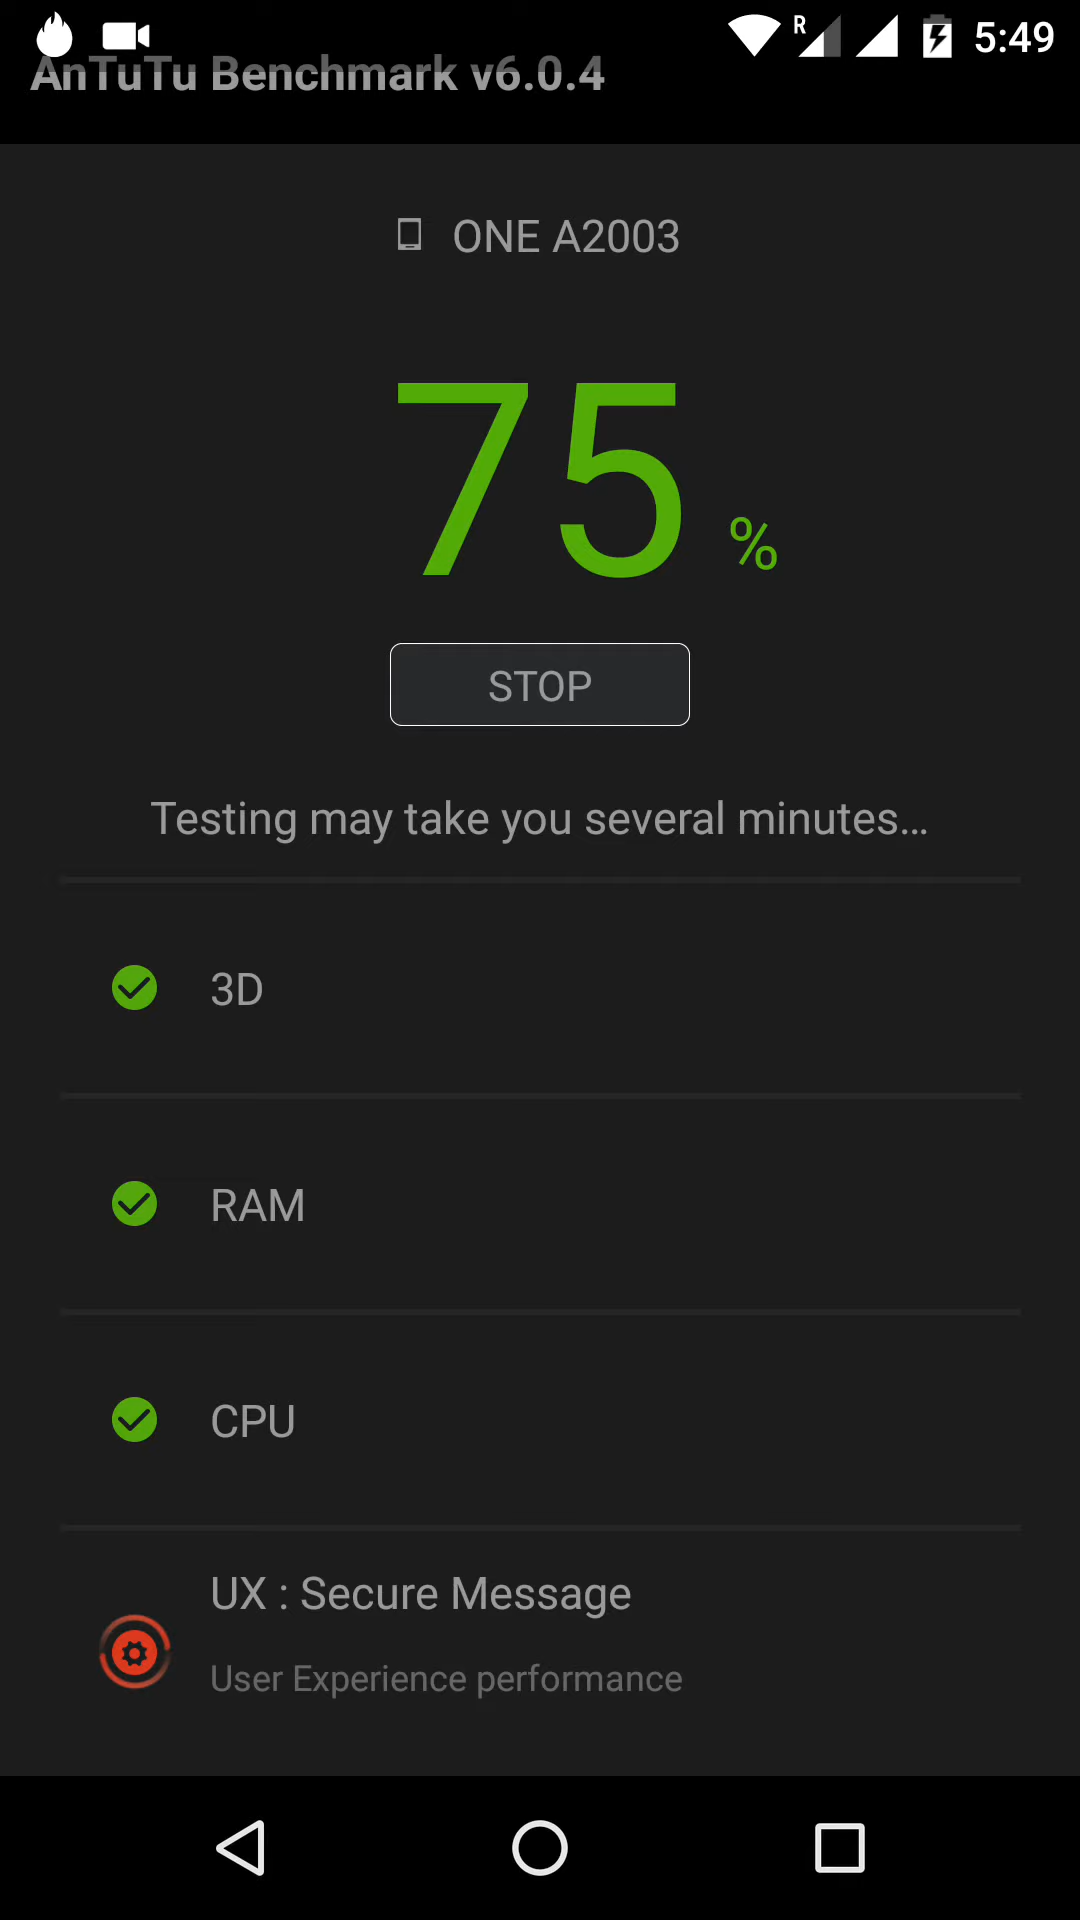 R 5:49
AnTuTu Benchmark v6.0.4
ONE A2003
75 %
STOP
Testing may take you several minutes...
3D
RAM
CPU
UX : Secure Message
User Experience performance